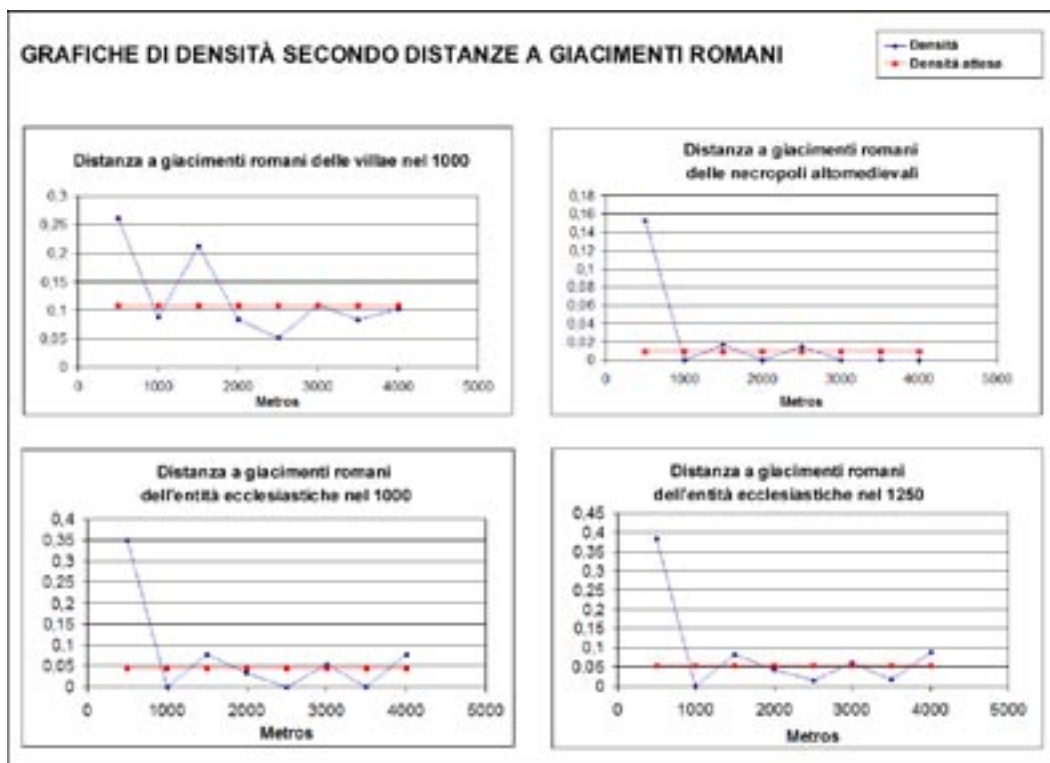 GRAFICHE DI DENSITÀ SECONDO DISTANZE A GIACIMENTI ROMANI
Densità
Densità attesa
Distanza a giacimenti romani delle villae nel 1000
0,3
0,25
0,2
0,15
0,1
0,05
0
0 1000 2000 3000 4000 5000
Metros
Distanza a giacimenti romani
delle necropoli altomedievali
0,18
0,16
0,14
0,12
0,1
0,08
0,06
0,04
0,02
0
0 1000 2000 3000 4000 5000
Metros
Distanza a giacimenti romani
dell'entità ecclesiastiche nel 1000
0,4
0,35
0,3
0,25
0,2
0,15
0,1
0,05
0
0 1000 2000 3000 4000 5000
Metros
Distanza a giacimenti romani
dell'entità ecclesiastiche nel 1250
0,45
0,4
0,35
0,3
0,25
0,2
0,15
0,1
0,05
0
0 1000 2000 3000 4000 5000
Metros